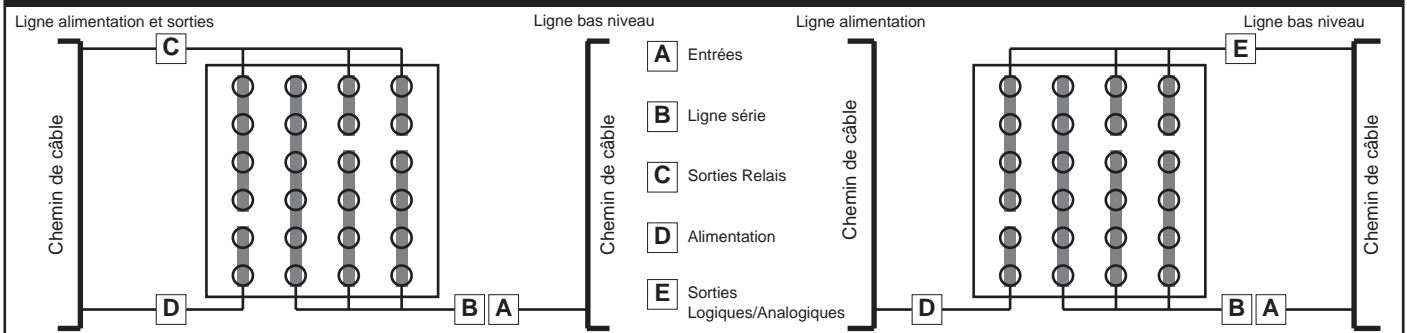 Ligne alimentation et sorties
Ligne bas niveau
Chemin de câble
C
D
B A
Chemin de câble
A Entrées
B Ligne série
C Sorties Relais
D Alimentation
E Sorties
Logiques/Analogiques
Ligne alimentation
Ligne bas niveau
Chemin de câble
E
D
B A
Chemin de câble